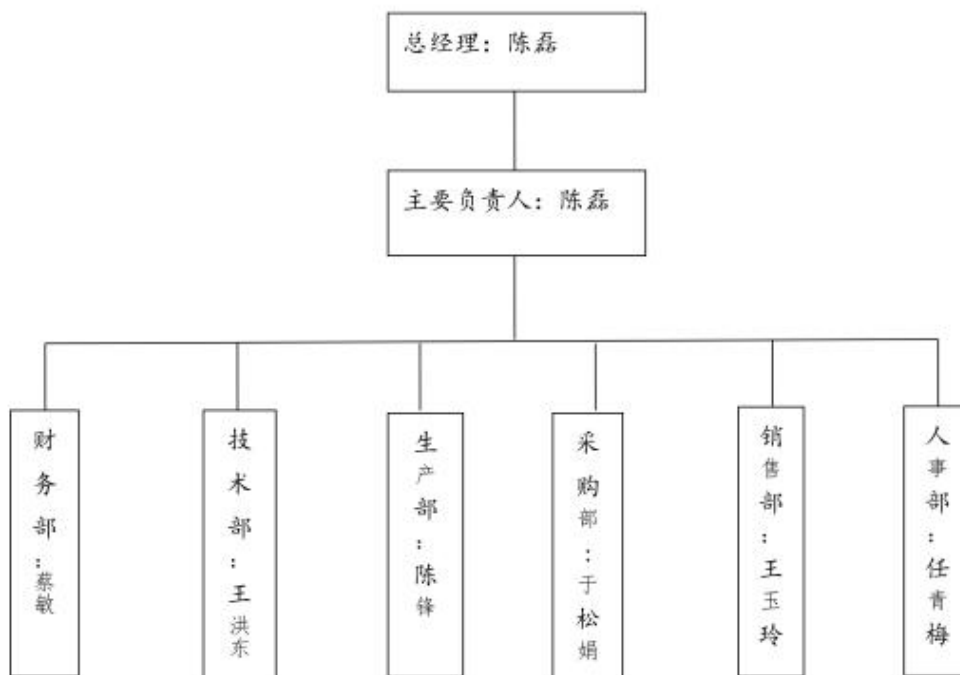 总经理：陈磊
主要负责人：陈磊
财务部：蔡敏
技术部：王洪东
生产部：陈锋
采购部：于松娟
销售部：王玉玲
人事部：任青梅